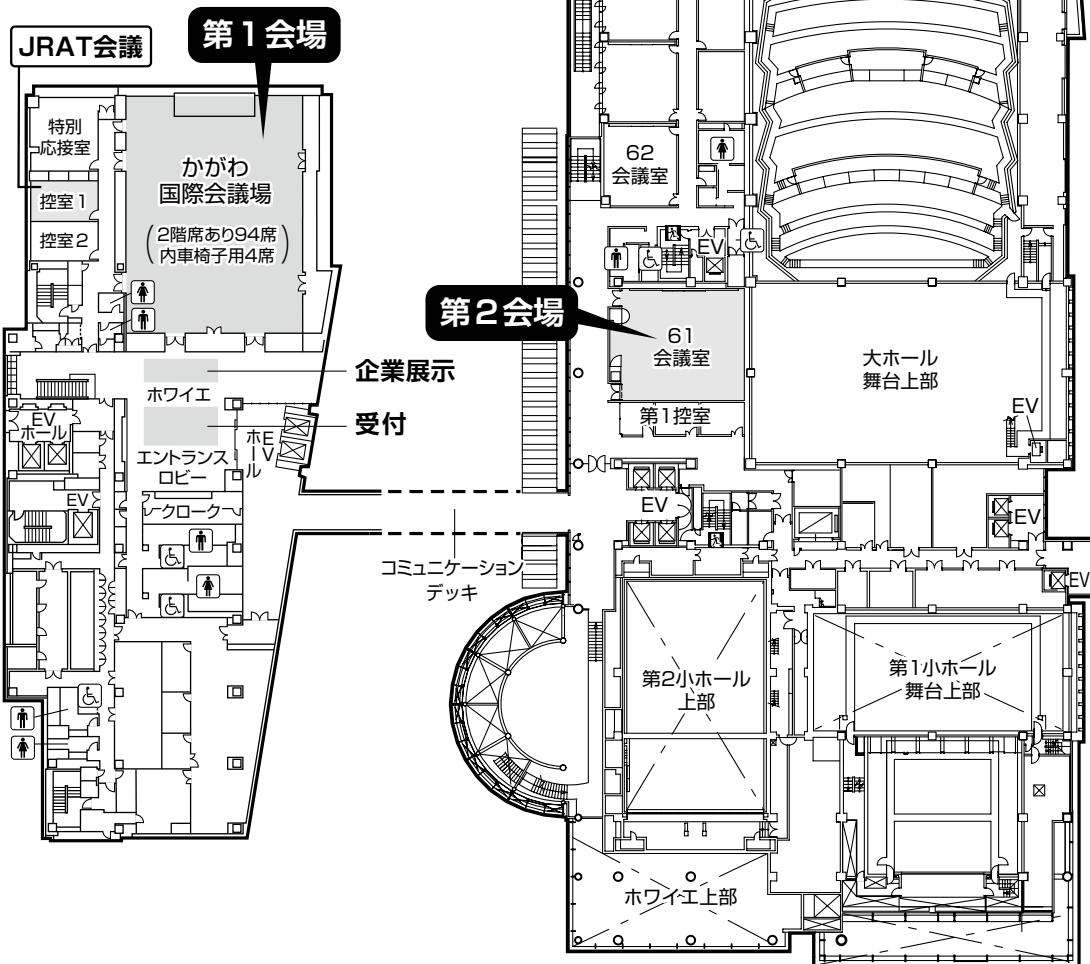 JRAT会議
第1会場
特別
応接室
控室1
控室2
かがわ
国際会議場
(2階席あり94席
内車椅子用4席)
企業展示
ホワイエ
受付
EV
ホール
EV
ホール
エントランス
ロビー
EV
クローク
コミュニケーション
デッキ
62
会議室
EV
第2会場
61
会議室
第1控室
大ホール
舞台上部
EV
EV
EV
EV
第2小ホール
上部
第1小ホール
舞台上部
ホワイエ上部